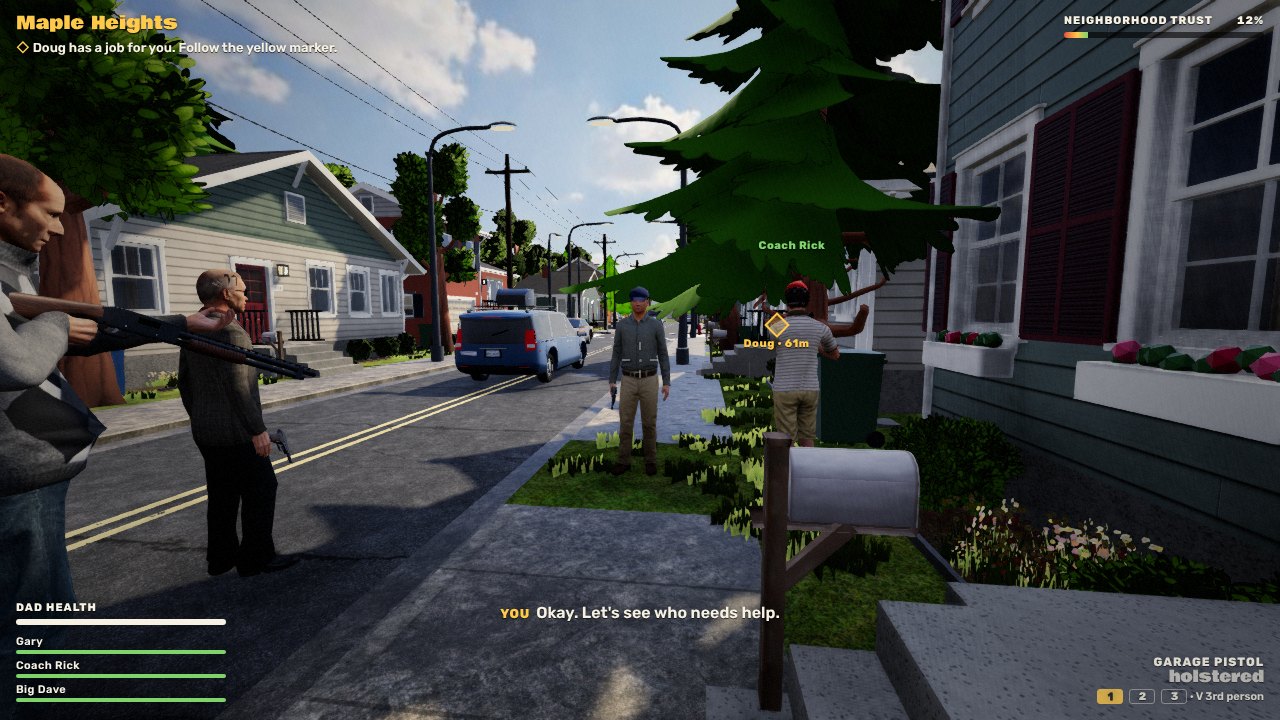 Maple Heights
Doug has a job for you. Follow the yellow marker.
NEIGHBORHOOD TRUST 12%
Coach Rick
Doug · 61m
YOU Okay. Let's see who needs help.
DAD HEALTH
Gary
Coach Rick
Big Dave
GARAGE PISTOL
holstered
1 2 3 · V 3rd person